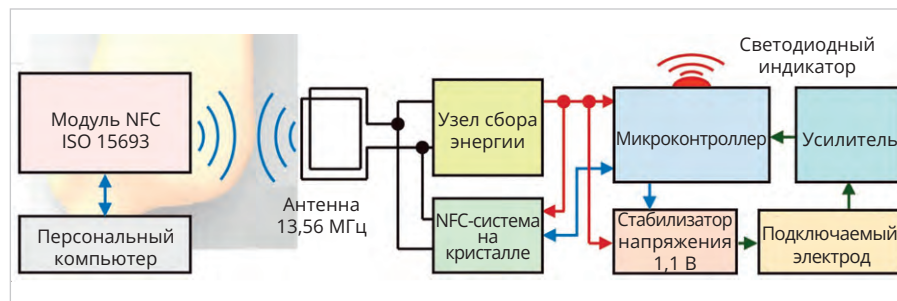 Модуль NFC
ISO 15693
Персональный
компьютер
Антенна
13,56 МГц
Узел сбора
энергии
NFC-система
на
кристалле
Светодиодный
индикатор
Микроконтроллер
Усилитель
Стабилизатор
напряжения
1,1 В
Подключаемый
электрод